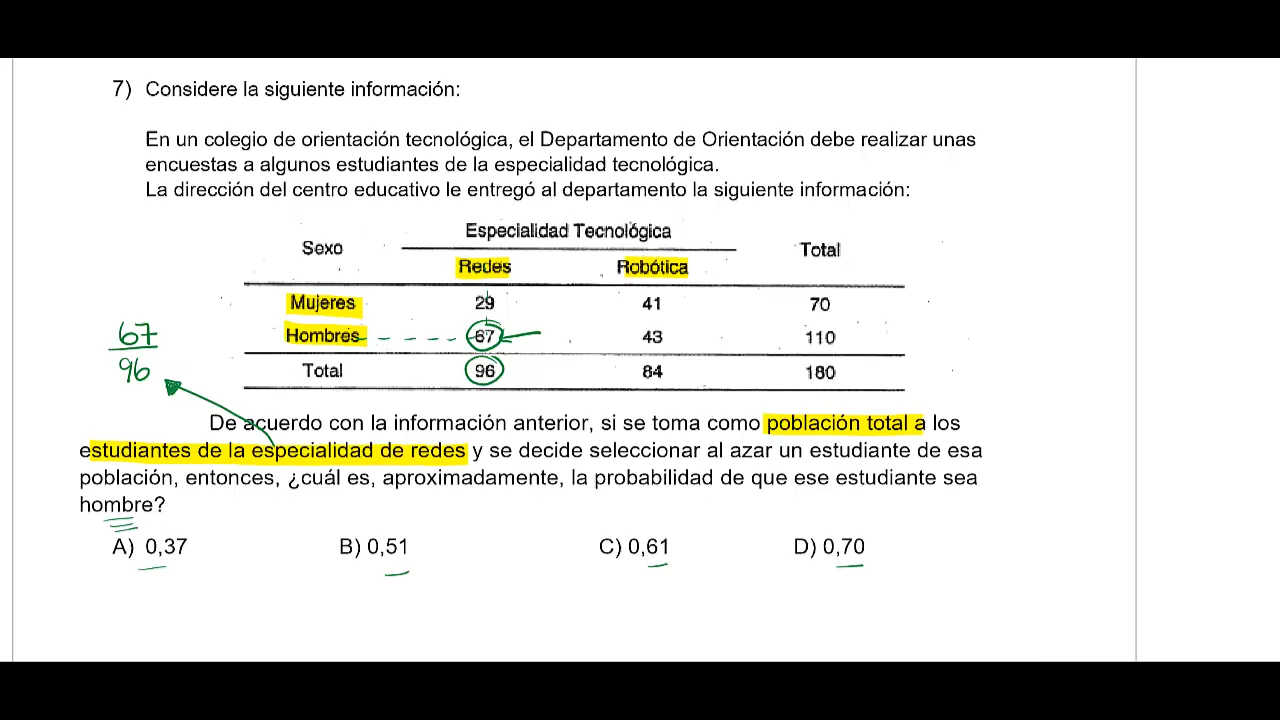 7) Considere la siguiente información:
En un colegio de orientación tecnológica, el Departamento de Orientación debe realizar unas
encuestas a algunos estudiantes de la especialidad tecnológica.
La dirección del centro educativo le entregó al departamento la siguiente información:
Sexo Especialidad Tecnológica Total
Redes Robótica
Mujeres 29 41 70
Hombres 67 43 110
Total 96 84 180
67
96
De acuerdo con la información anterior, si se toma como población total a los
estudiantes de la especialidad de redes y se decide seleccionar al azar un estudiante de esa
población, entonces, ¿cuál es, aproximadamente, la probabilidad de que ese estudiante sea
hombre?
A) 0,37 B) 0,51 C) 0,61 D) 0,70